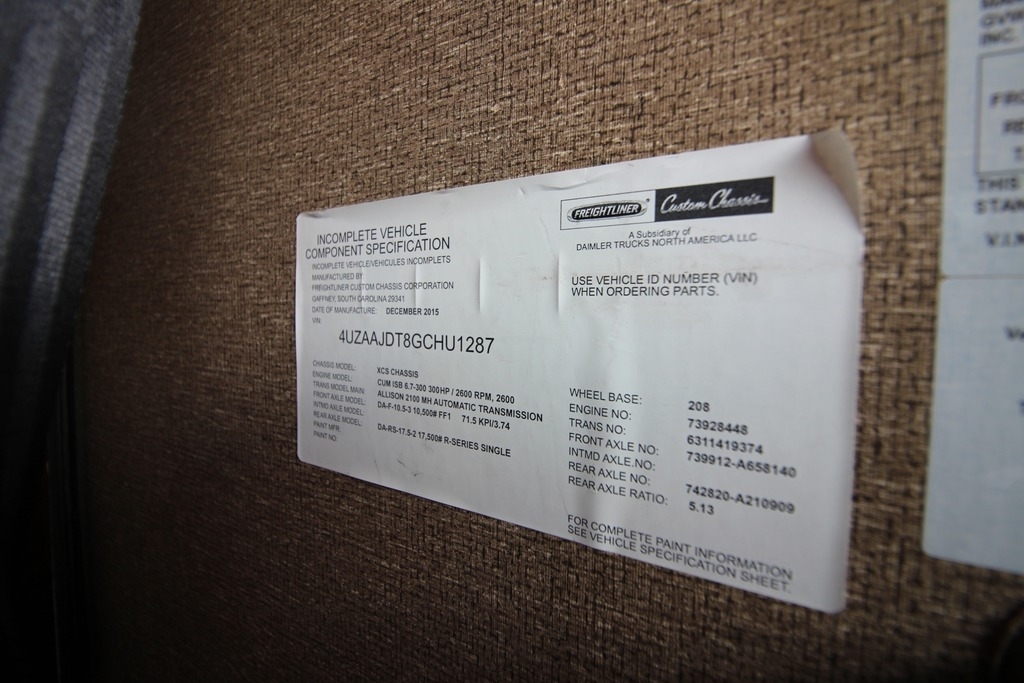 INCOMPLETE VEHICLE
COMPONENT SPECIFICATION
INCOMPLETE VEHICLE/VEHICULES INCOMPLETS
MANUFACTURED BY:
FREIGHTLINER CUSTOM CHASSIS CORPORATION
GAFFNEY, SOUTH CAROLINA 29341
DATE OF MANUFACTURE: DECEMBER 2015
VIN:
4UZAAJDT8GCHU1287
FREIGHTLINER Custom Chassis
A Subsidiary of
DAIMLER TRUCKS NORTH AMERICA LLC
USE VEHICLE ID NUMBER (VIN)
WHEN ORDERING PARTS.
CHASSIS MODEL: XCS CHASSIS
ENGINE MODEL: CUM ISB 6.7-300 300HP / 2600 RPM, 2600
TRANS MODEL MAIN: ALLISON 2100 MH AUTOMATIC TRANSMISSION
FRONT AXLE MODEL: DA-F-10.5-3 10,500# FF1 71.5 KPI/3.74
INTMD AXLE MODEL:
REAR AXLE MODEL: DA-RS-17.5-2 17,500# R-SERIES SINGLE
PAINT MFR:
PAINT NO:
WHEEL BASE: 208
ENGINE NO: 73928448
TRANS NO: 6311419374
FRONT AXLE NO: 739912-A658140
INTMD AXLE.NO:
REAR AXLE NO: 742820-A210909
REAR AXLE RATIO: 5.13
FOR COMPLETE PAINT INFORMATION
SEE VEHICLE SPECIFICATION SHEET.
INC.
THIS